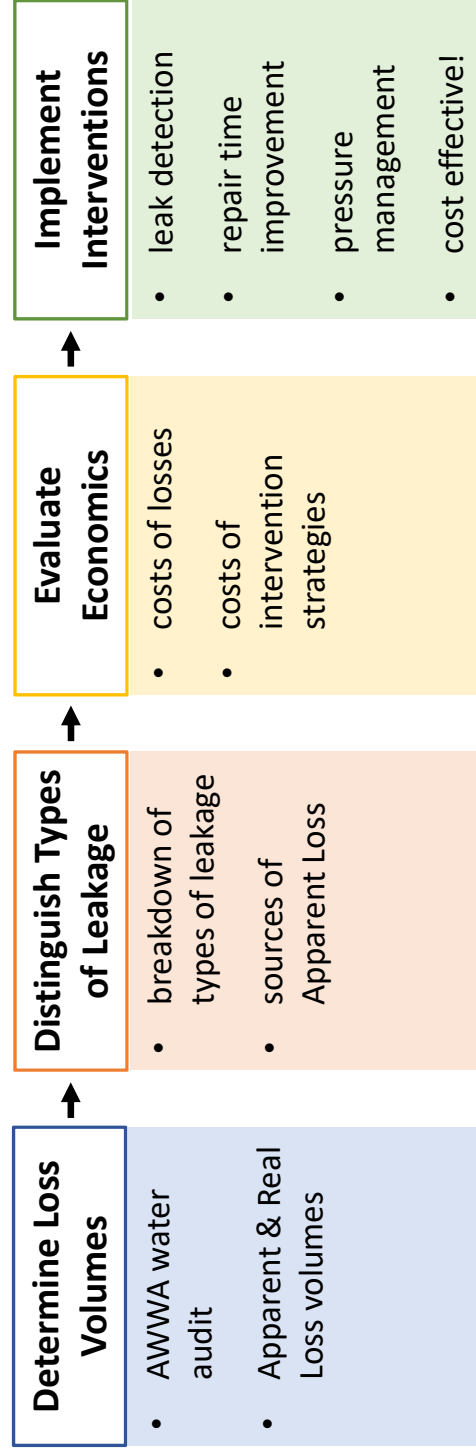 Determine Loss
Volumes
• AWWA water
audit
• Apparent & Real
Loss volumes
Distinguish Types
of Leakage
• breakdown of
types of leakage
• sources of
Apparent Loss
Evaluate
Economics
• costs of losses
• costs of
intervention
strategies
Implement
Interventions
• leak detection
• repair time
improvement
• pressure
management
• cost effective!